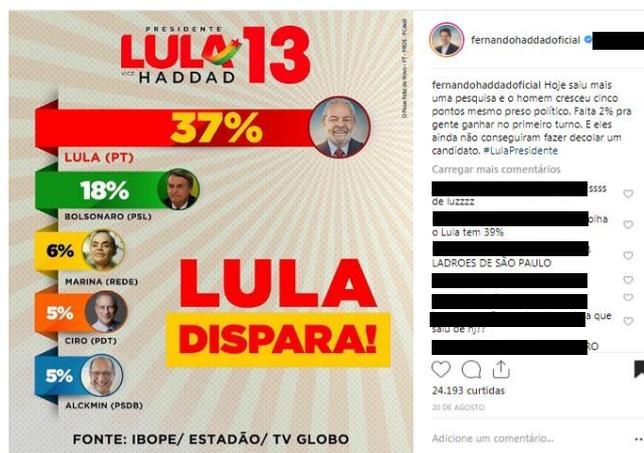 PRESIDENTE
LULA 13
VICE HADDAD
37%
LULA (PT)
18%
BOLSONARO (PSL)
6%
MARINA (REDE)
5%
CIRO (PDT)
5%
ALCKMIN (PSDB)
LULA
DISPARA!
FONTE: IBOPE/ ESTADÃO/ TV GLOBO
fernandohaddadoficial
fernandohaddadoficial Hoje saiu mais
uma pesquisa e o homem cresceu cinco
pontos mesmo preso político. Falta 2% pra
gente ganhar no primeiro turno. E eles
ainda não conseguiram fazer decolar um
candidato. #LulaPresidente
Carregar mais comentários
ssss
de luzzzz
olha
o Lula tem 39%
LADROES DE SÃO PAULO
a que
saiu de hj??
RO
24.193 curtidas
20 DE AGOSTO
Adicione um comentário...